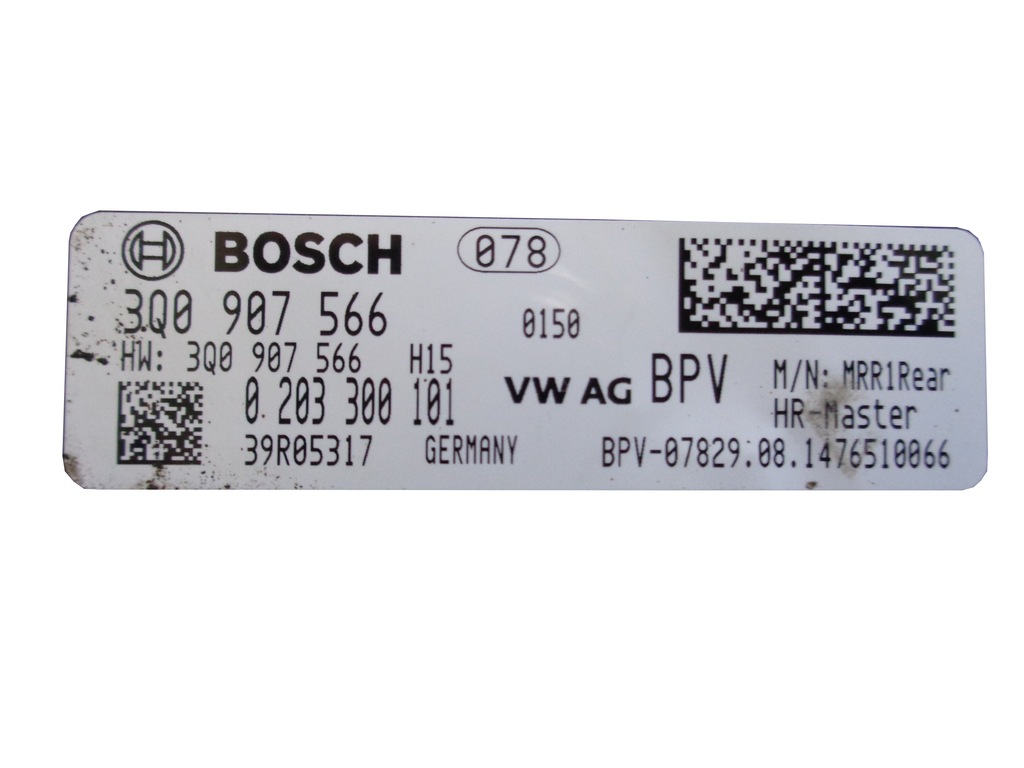 BOSCH 078
3Q0 907 566 0150
HW: 3Q0 907 566 H15
VW AG BPV M/N: MRR1Rear
0 203 300 101 HR-Master
39R05317 GERMANY BPV-07829.08.1476510066